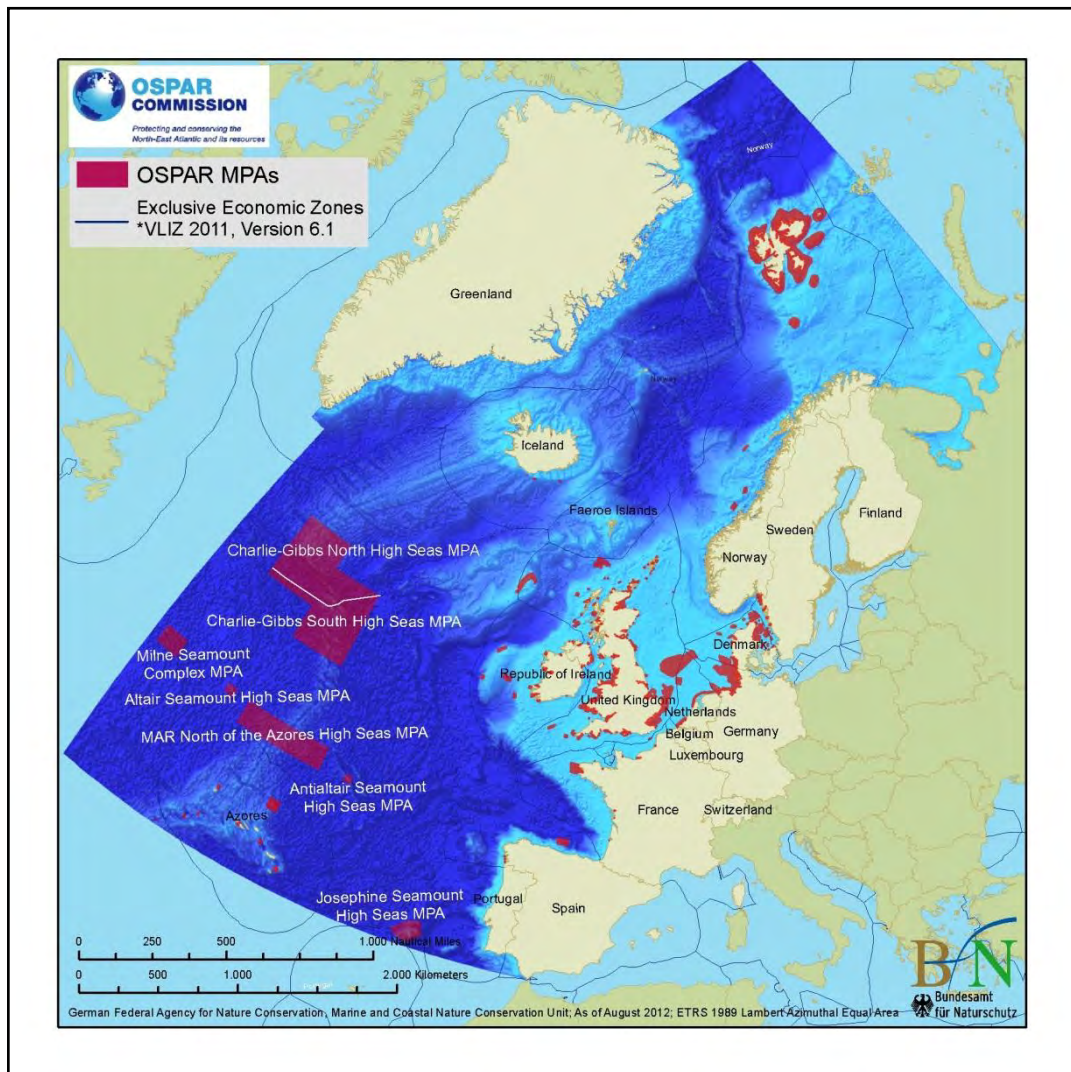 OSPAR
COMMISSION
Protecting and conserving the
North-East Atlantic and its resources
OSPAR MPAs
Exclusive Economic Zones
*VLIZ 2011, Version 6.1
Norway
Greenland
Norway
Iceland
Faeroe Islands
Finland
Sweden
Norway
Charlie-Gibbs North High Seas MPA
Charlie-Gibbs South High Seas MPA
Milne Seamount
Complex MPA
Denmark
Republic of Ireland
Altair Seamount High Seas MPA
United Kingdom
Netherlands
MAR North of the Azores High Seas MPA
Belgium
Germany
Luxembourg
Antialtair Seamount
High Seas MPA
France
Switzerland
Azores
Josephine Seamount
High Seas MPA
Portugal
Spain
0 250 500 1.000 Nautical Miles
0 500 1.000 2.000 Kilometers
BfN
Bundesamt
für Naturschutz
German Federal Agency for Nature Conservation, Marine and Coastal Nature Conservation Unit; As of August 2012; ETRS 1989 Lambert Azimuthal Equal Area